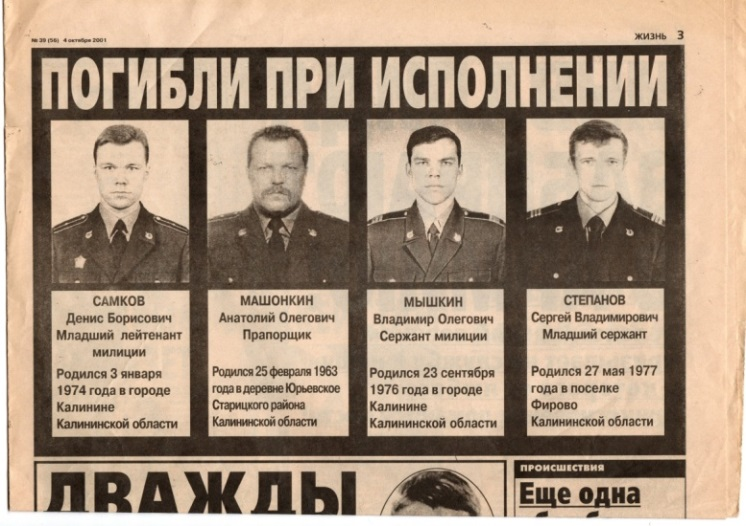 № 39 (56) 4 октября 2001
ЖИЗНЬ 3
ПОГИБЛИ ПРИ ИСПОЛНЕНИИ
САМКОВ
Денис Борисович
Младший лейтенант
милиции
Родился 3 января
1974 года в городе
Калинине
Калининской области
МАШОНКИН
Анатолий Олегович
Прапорщик
Родился 25 февраля 1963
года в деревне Юрьевское
Старицкого района
Калининской области
МЫШКИН
Владимир Олегович
Сержант милиции
Родился 23 сентября
1976 года в городе
Калинине
Калининской области
СТЕПАНОВ
Сергей Владимирович
Младший сержант
Родился 27 мая 1977
года в поселке
Фирово
Калининской области
ДВАЖДЫ
ПРОИСШЕСТВИЯ
Еще одна